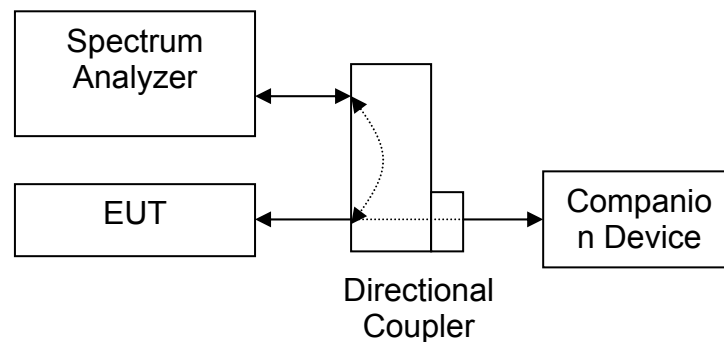 Spectrum
Analyzer
EUT
Companio
n Device
Directional
Coupler